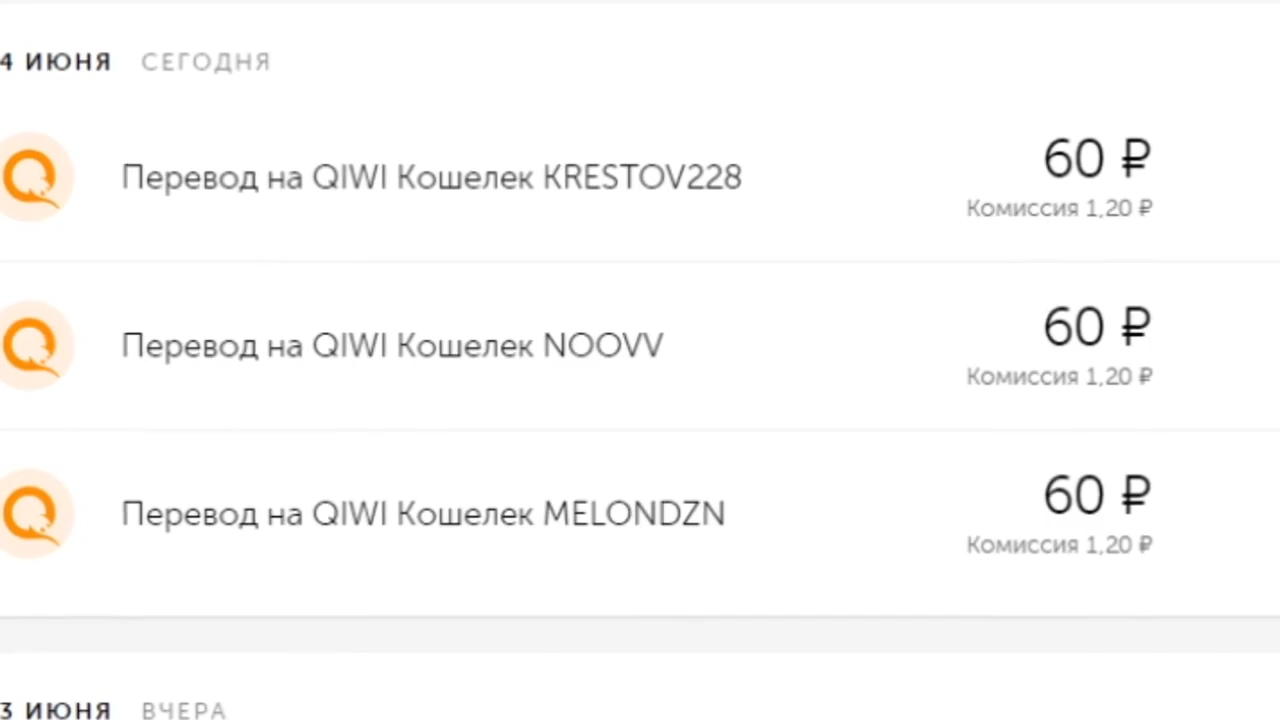 4 ИЮНЯ СЕГОДНЯ
Перевод на QIWI Кошелек KRESTOV228 60 ₽
Комиссия 1,20 ₽
Перевод на QIWI Кошелек NOOVV 60 ₽
Комиссия 1,20 ₽
Перевод на QIWI Кошелек MELONDZN 60 ₽
Комиссия 1,20 ₽
3 ИЮНЯ ВЧЕРА